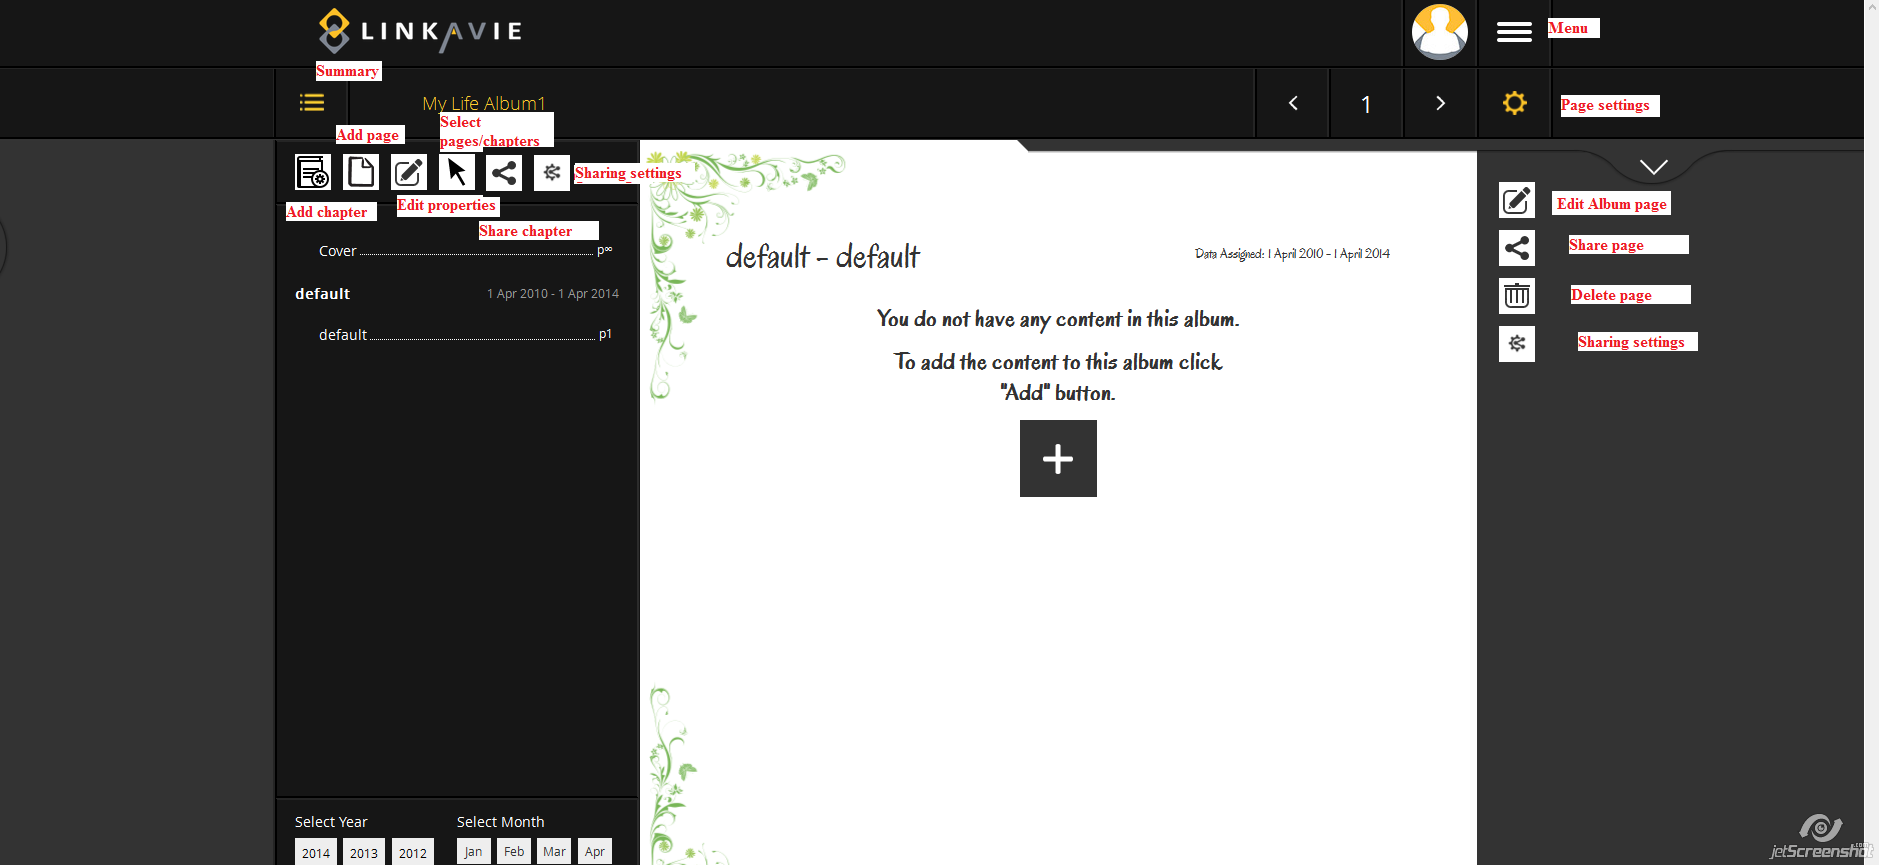 LINKAVIE
Menu
Summary
My Life Album1
1
Page settings
Add page
Select
pages/chapters
Sharing settings
Add chapter
Edit properties
Share chapter
Cover p∞
default 1 Apr 2010 - 1 Apr 2014
default p1
default - default
Data Assigned: 1 April 2010 - 1 April 2014
You do not have any content in this album.
To add the content to this album click
"Add" button.
Edit Album page
Share page
Delete page
Sharing settings
Select Year Select Month
2014 2013 2012 Jan Feb Mar Apr
jetScreenshot.com